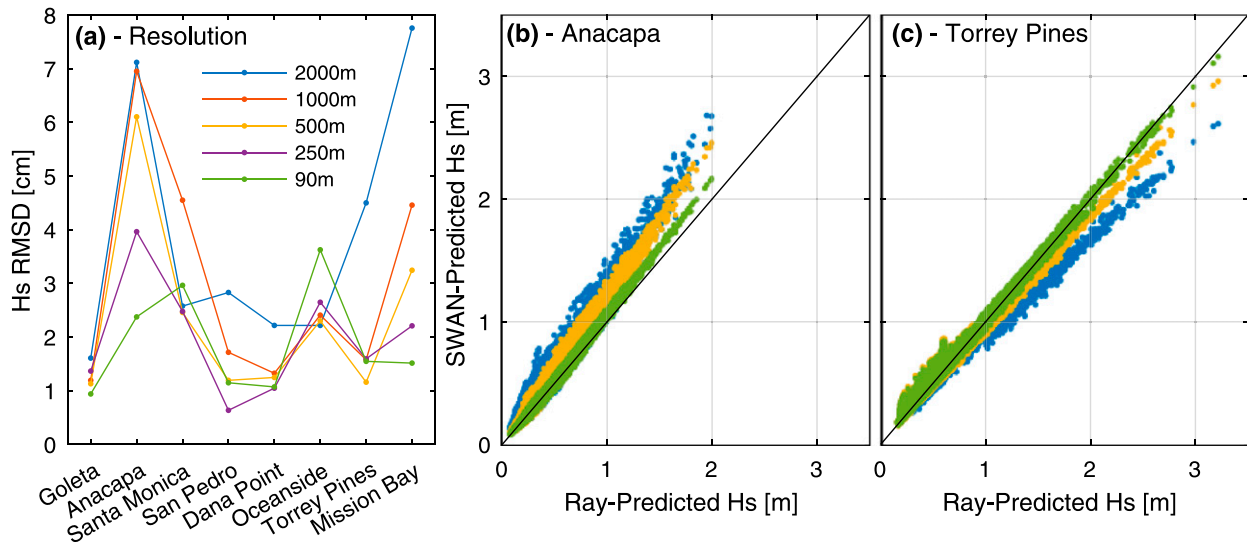 (a) - Resolution
Hs RMSD [cm]
8
7
6
5
4
3
2
1
0
2000m
1000m
500m
250m
90m
Goleta
Anacapa
Santa Monica
San Pedro
Dana Point
Oceanside
Torrey Pines
Mission Bay
(b) - Anacapa
SWAN-Predicted Hs [m]
3
2
1
0
0
1
2
3
Ray-Predicted Hs [m]
(c) - Torrey Pines
0
1
2
3
Ray-Predicted Hs [m]